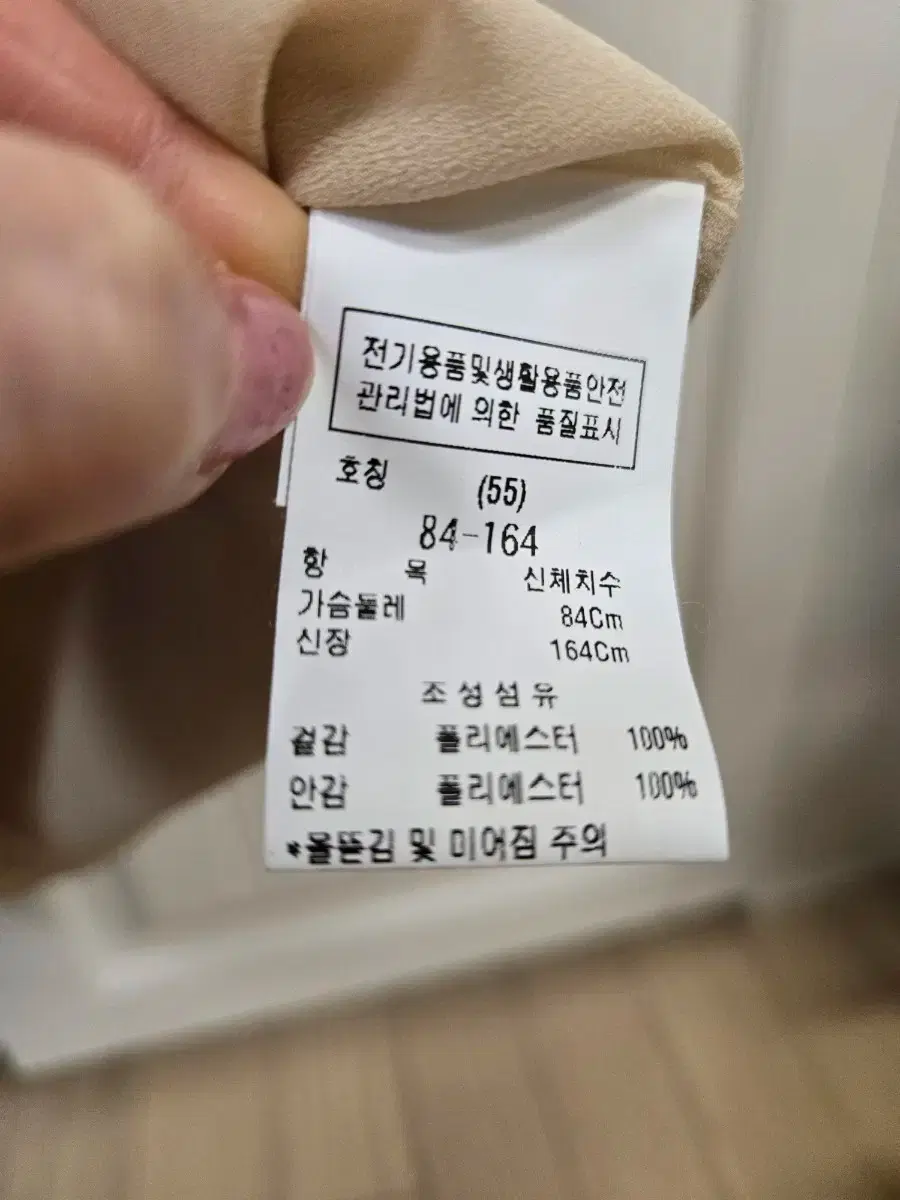 전기용품및생활용품안전
관리법에 의한 품질표시
호칭 (55)
84-164
항 목 신체치수
가슴둘레 84Cm
신장 164Cm
조성섬유
겉감 폴리에스터 100%
안감 폴리에스터 100%
*올뜯김 및 미어짐 주의